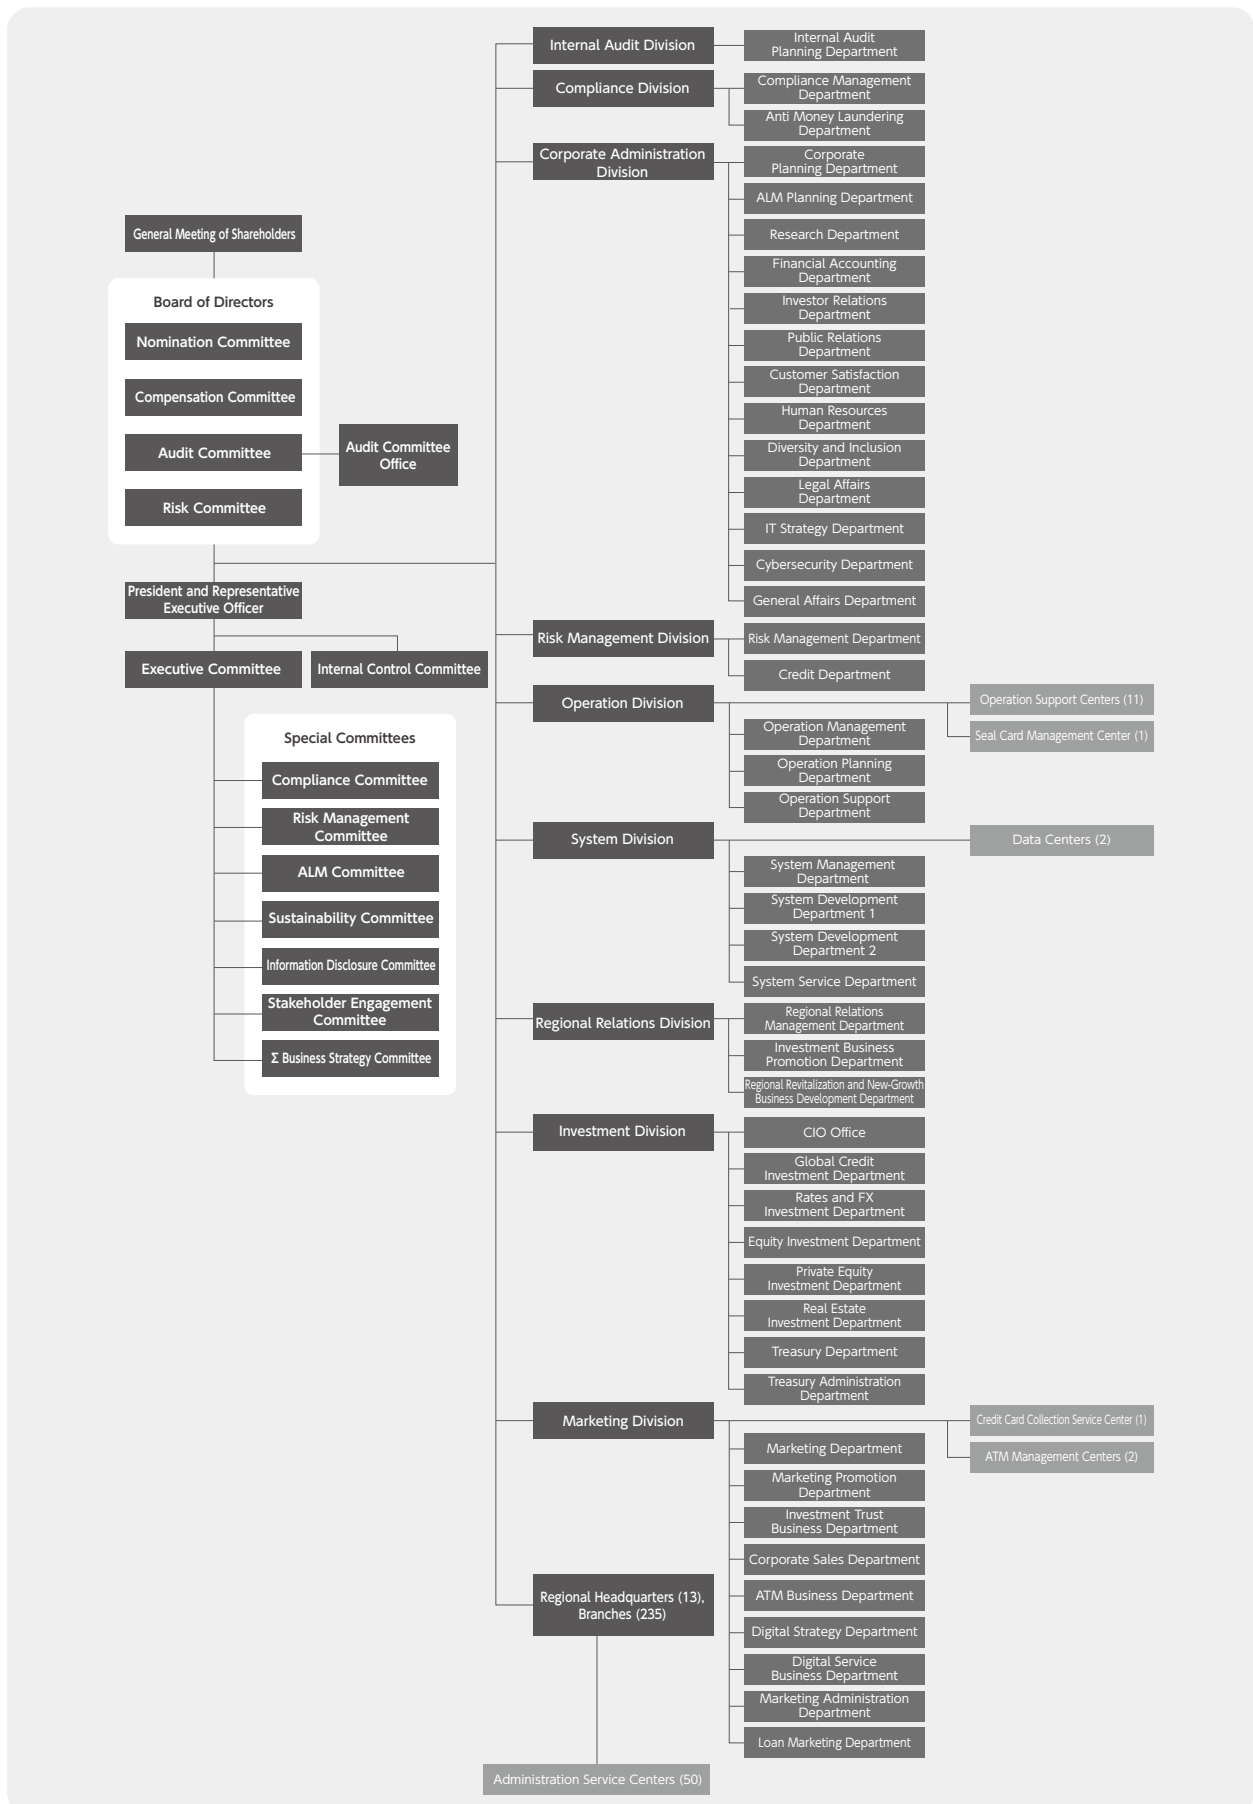 General Meeting of Shareholders
Board of Directors
Nomination Committee
Compensation Committee
Audit Committee
Risk Committee
Audit Committee
Office
President and Representative
Executive Officer
Executive Committee
Internal Control Committee
Special Committees
Compliance Committee
Risk Management
Committee
ALM Committee
Sustainability Committee
Information Disclosure Committee
Stakeholder Engagement
Committee
Σ Business Strategy Committee
Internal Audit Division
Internal Audit
Planning Department
Compliance Division
Compliance Management
Department
Anti Money Laundering
Department
Corporate Administration
Division
Corporate
Planning Department
ALM Planning Department
Research Department
Financial Accounting
Department
Investor Relations
Department
Public Relations
Department
Customer Satisfaction
Department
Human Resources
Department
Diversity and Inclusion
Department
Legal Affairs
Department
IT Strategy Department
Cybersecurity Department
General Affairs Department
Risk Management Division
Risk Management Department
Credit Department
Operation Division
Operation Support Centers (11)
Seal Card Management Center (1)
Operation Management
Department
Operation Planning
Department
Operation Support
Department
System Division
Data Centers (2)
System Management
Department
System Development
Department 1
System Development
Department 2
System Service Department
Regional Relations Division
Regional Relations
Management Department
Investment Business
Promotion Department
Regional Revitalization and New-Growth
Business Development Department
Investment Division
CIO Office
Global Credit
Investment Department
Rates and FX
Investment Department
Equity Investment Department
Private Equity
Investment Department
Real Estate
Investment Department
Treasury Department
Treasury Administration
Department
Marketing Division
Credit Card Collection Service Center (1)
ATM Management Centers (2)
Marketing Department
Marketing Promotion
Department
Investment Trust
Business Department
Corporate Sales Department
ATM Business Department
Digital Strategy Department
Digital Service
Business Department
Marketing Administration
Department
Loan Marketing Department
Regional Headquarters (13),
Branches (235)
Administration Service Centers (50)